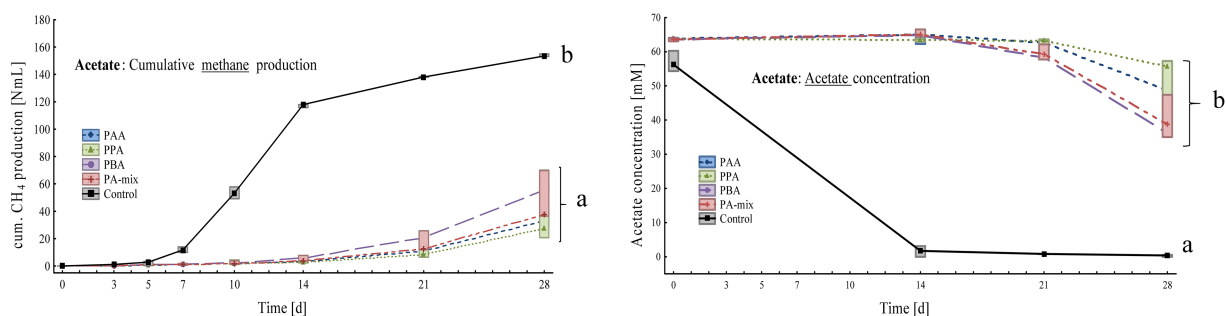 180
160
140
120
100
80
60
40
20
0
cum. CH4 production [NmL]
Acetate: Cumulative methane production
PAA
PPA
PBA
PA-mix
Control
b
a
0 3 5 7 10 14 21 28
Time [d]
70
60
50
40
30
20
10
0
Acetate concentration [mM]
Acetate: Acetate concentration
PAA
PPA
PBA
PA-mix
Control
b
a
0 3 5 7 10 14 21 28
Time [d]